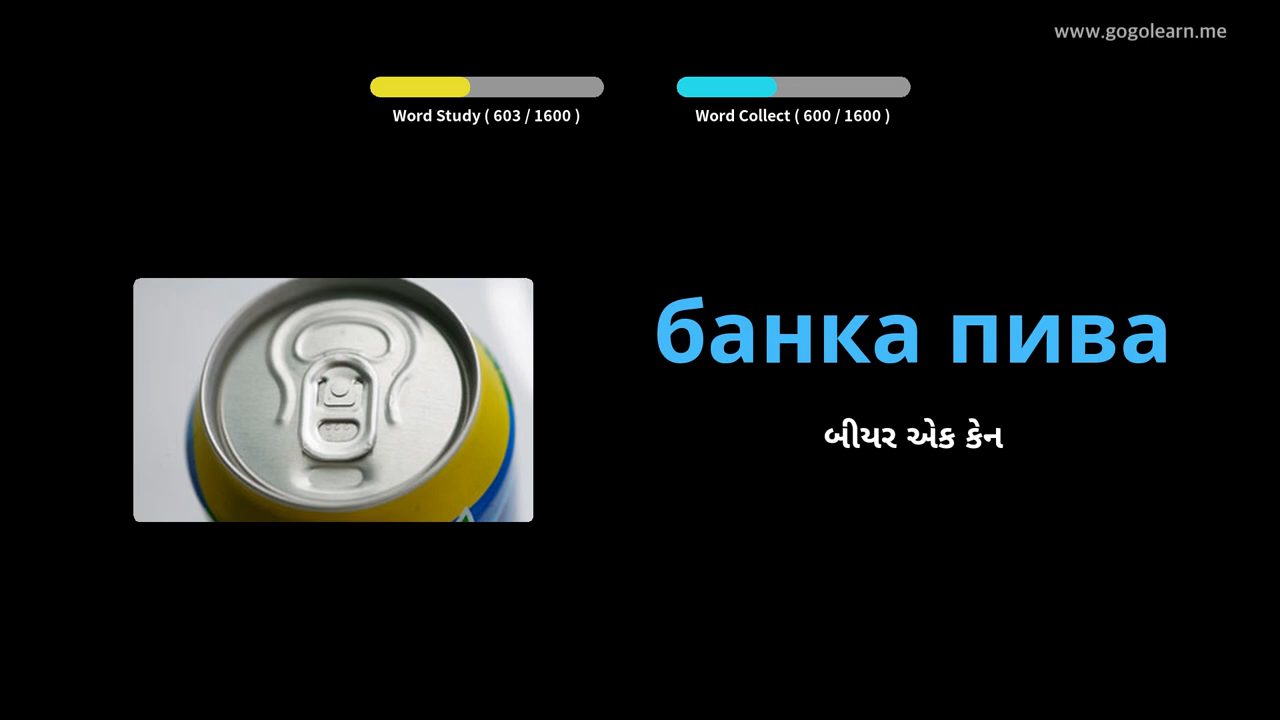 www.gogolearn.me
Word Study ( 603 / 1600 )
Word Collect ( 600 / 1600 )
банка пива
બીયર એક કેન